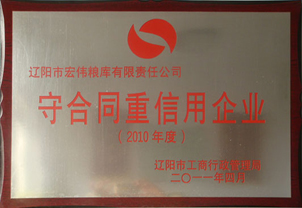 辽阳市宏伟粮库有限责任公司
守合同重信用企业
(2010年度)
辽阳市工商行政管理局
二〇一一年四月